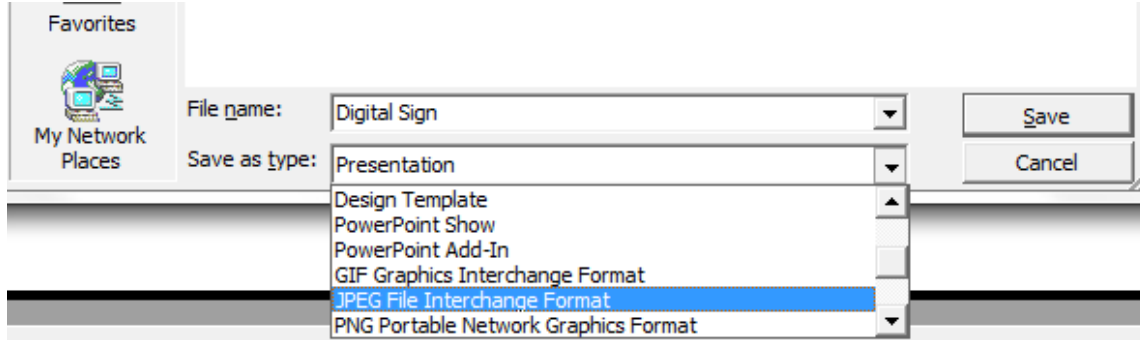 Favorites
My Network
Places
File name:
Digital Sign
Save
Save as type:
Presentation
Cancel
Design Template
PowerPoint Show
PowerPoint Add-In
GIF Graphics Interchange Format
JPEG File Interchange Format
PNG Portable Network Graphics Format